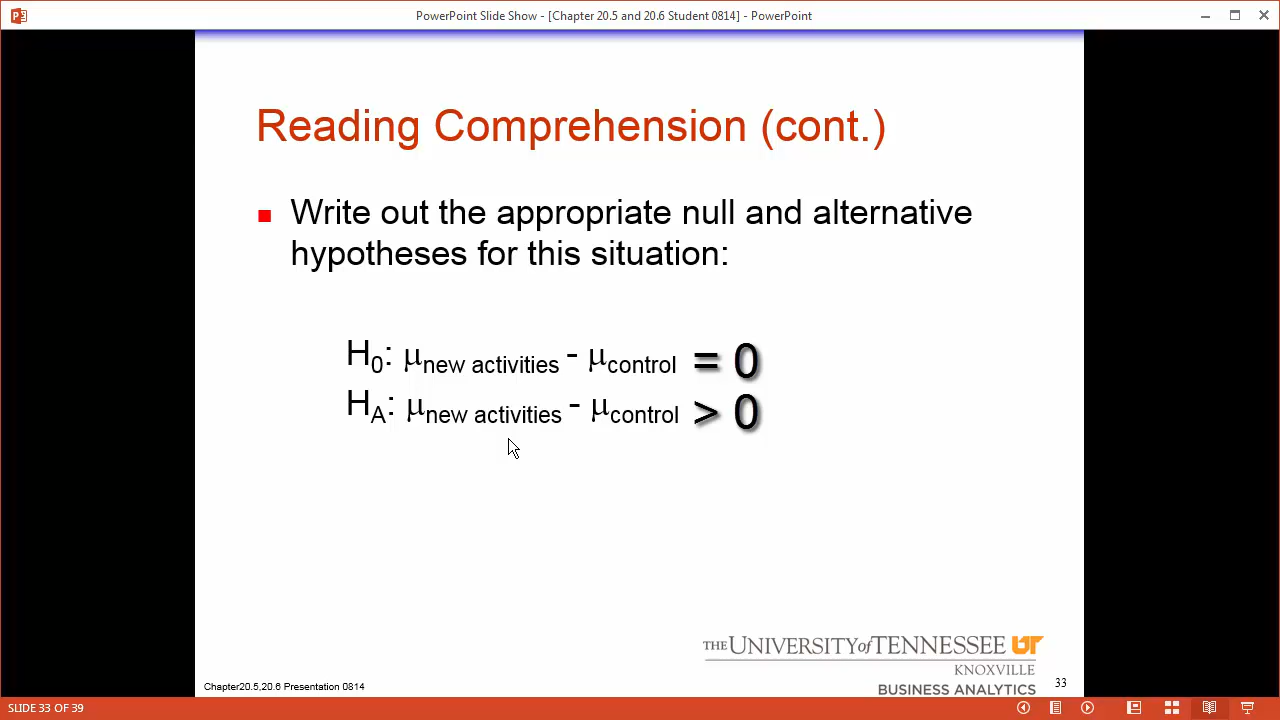 PowerPoint Slide Show - [Chapter 20.5 and 20.6 Student 0814] - PowerPoint
Reading Comprehension (cont.)
Write out the appropriate null and alternative
hypotheses for this situation:
H0: μnew activities - μcontrol = 0
HA: μnew activities - μcontrol > 0
THE UNIVERSITY of TENNESSEE UT
KNOXVILLE
BUSINESS ANALYTICS
Chapter20.5,20.6 Presentation 0814
33
SLIDE 33 OF 39